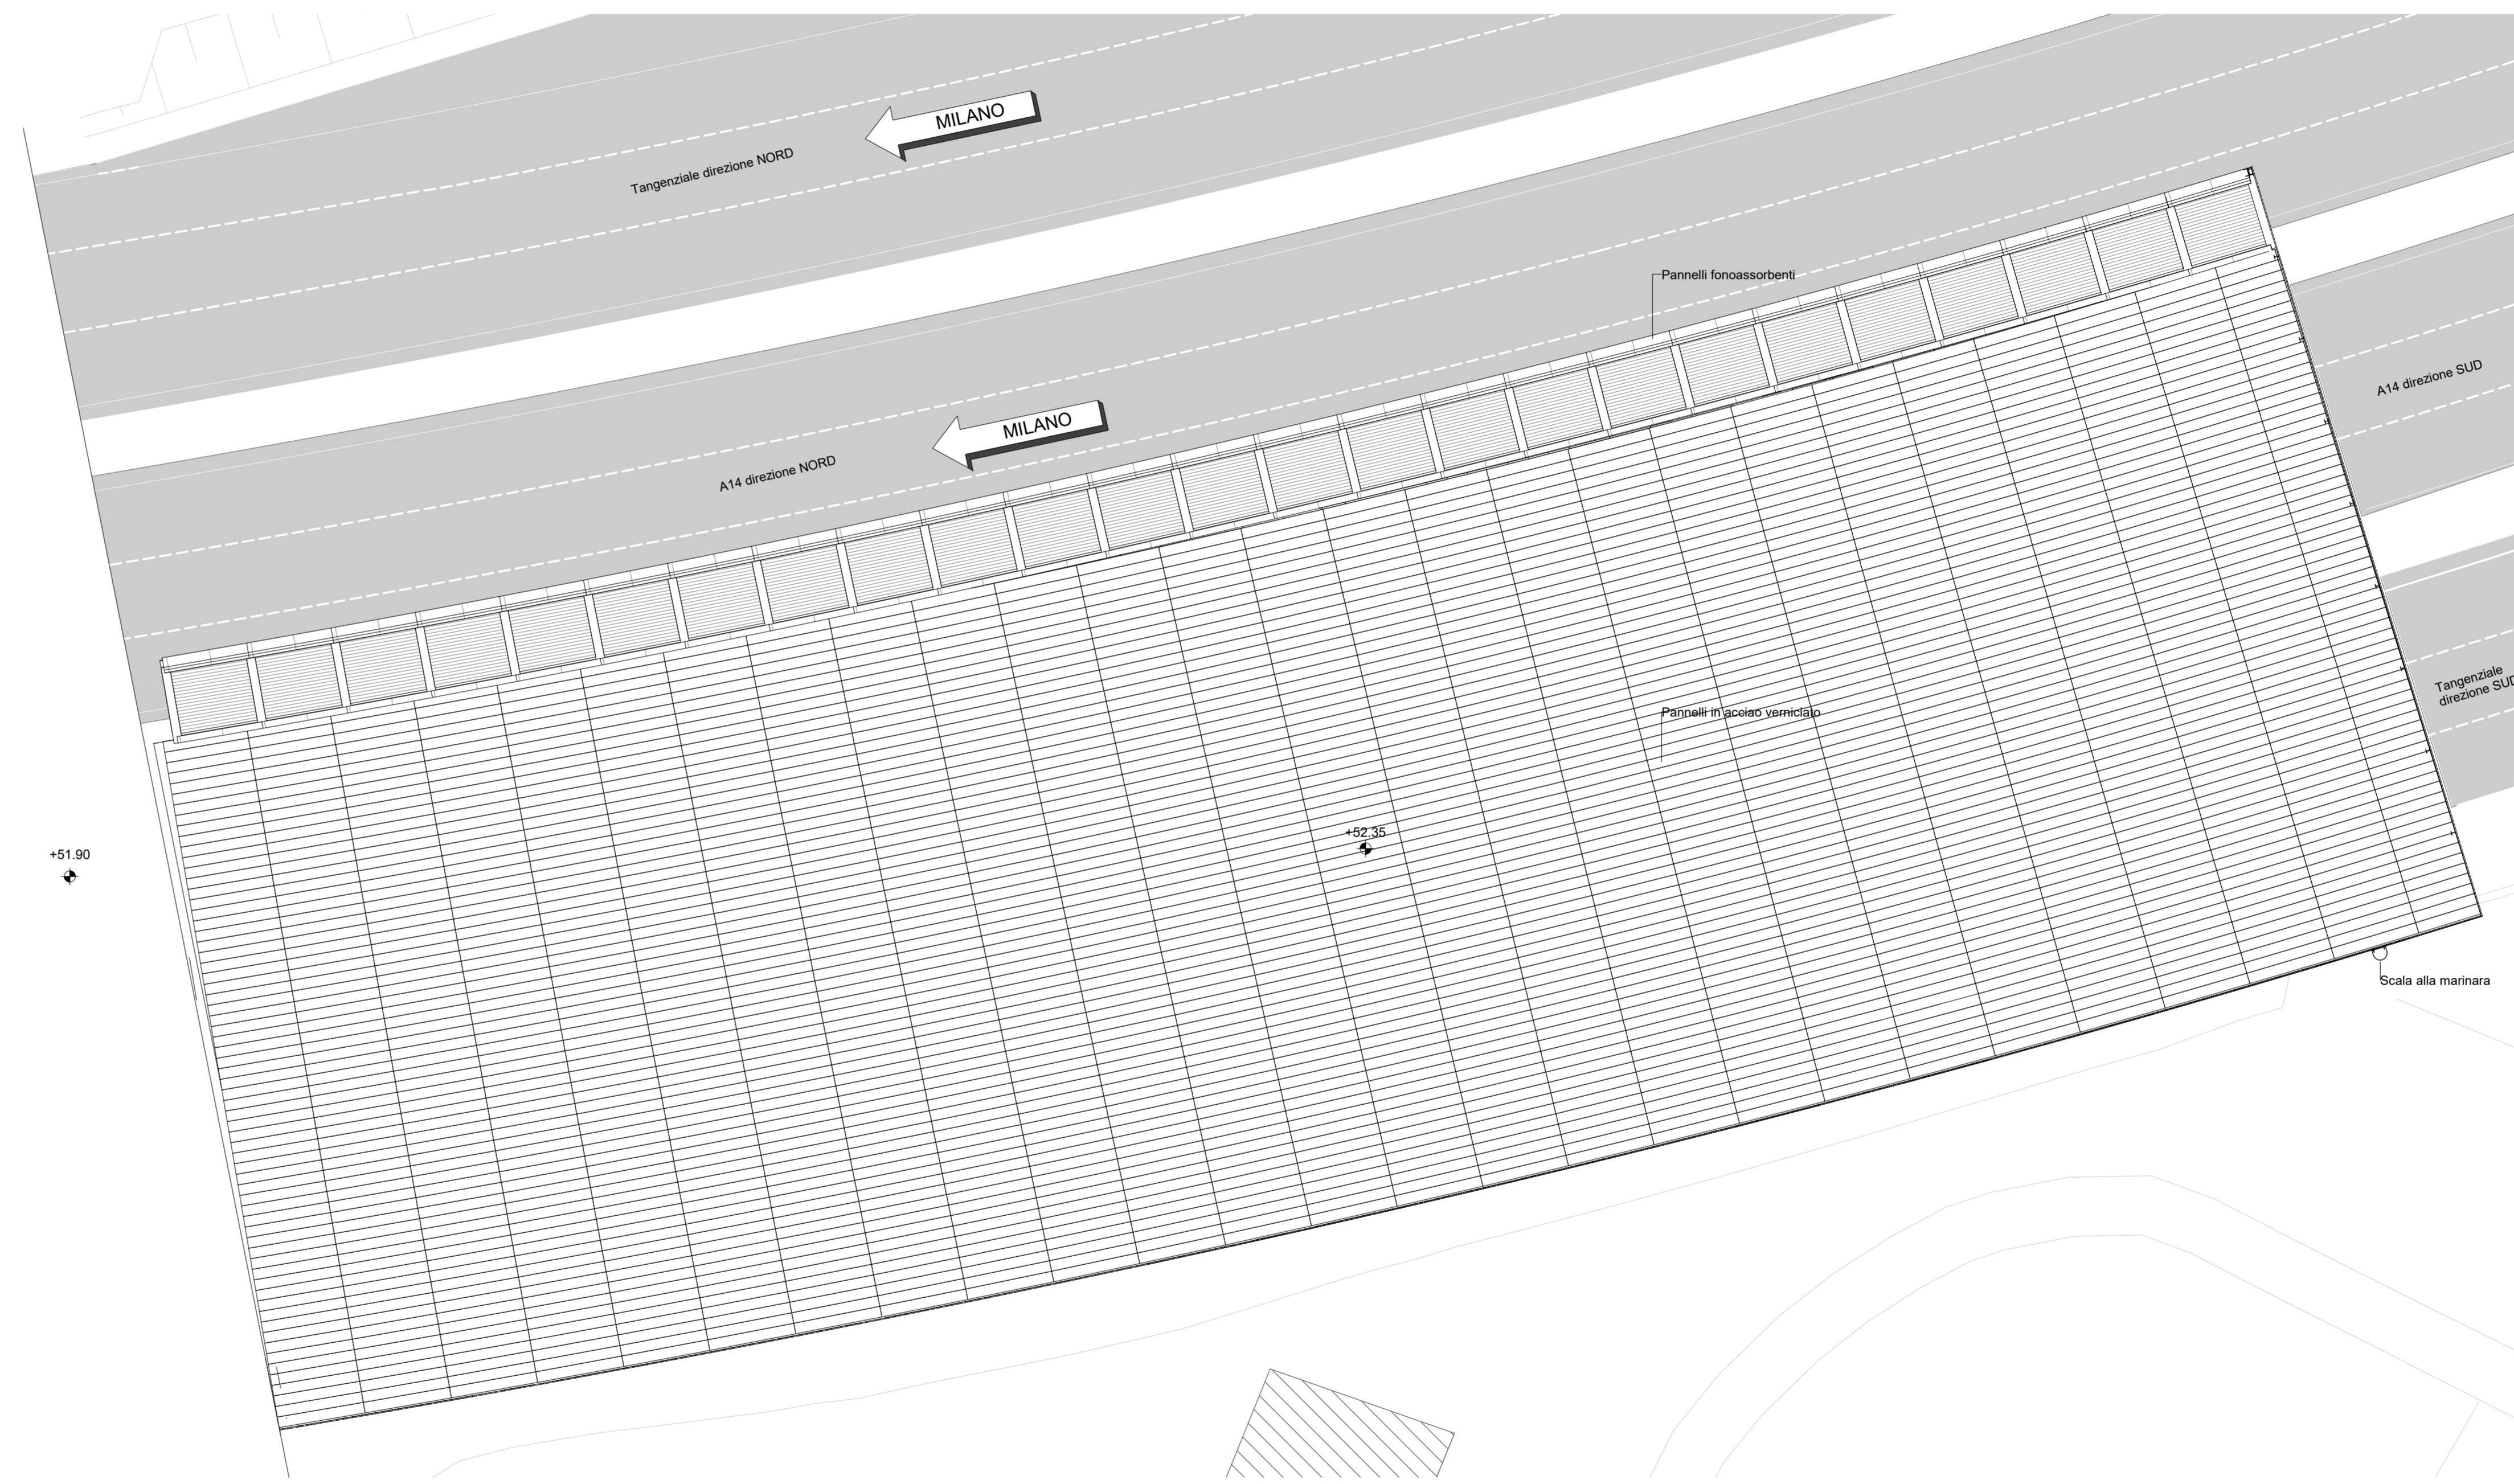 MILANO
Tangenziale direzione NORD
Pannelli fonoassorbenti
A14 direzione SUD
MILANO
A14 direzione NORD
Tangenziale
direzione SUD
Pannelli in acciao verniciato
+52.35
+51.90
Scala alla marinara